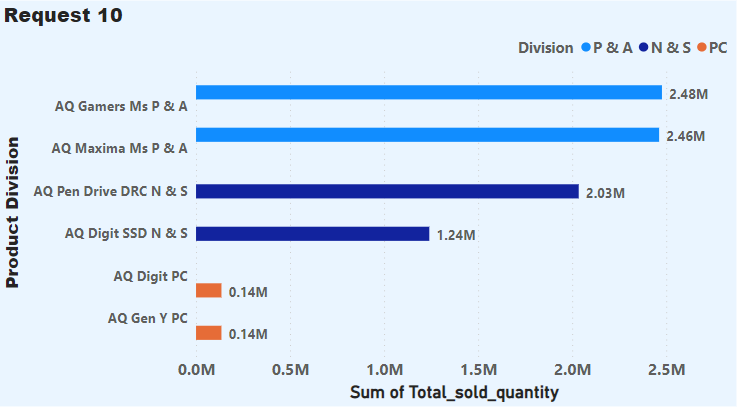 Request 10
Division P & A N & S PC
Product Division
AQ Gamers Ms P & A 2.48M
AQ Maxima Ms P & A 2.46M
AQ Pen Drive DRC N & S 2.03M
AQ Digit SSD N & S 1.24M
AQ Digit PC 0.14M
AQ Gen Y PC 0.14M
0.0M 0.5M 1.0M 1.5M 2.0M 2.5M
Sum of Total_sold_quantity